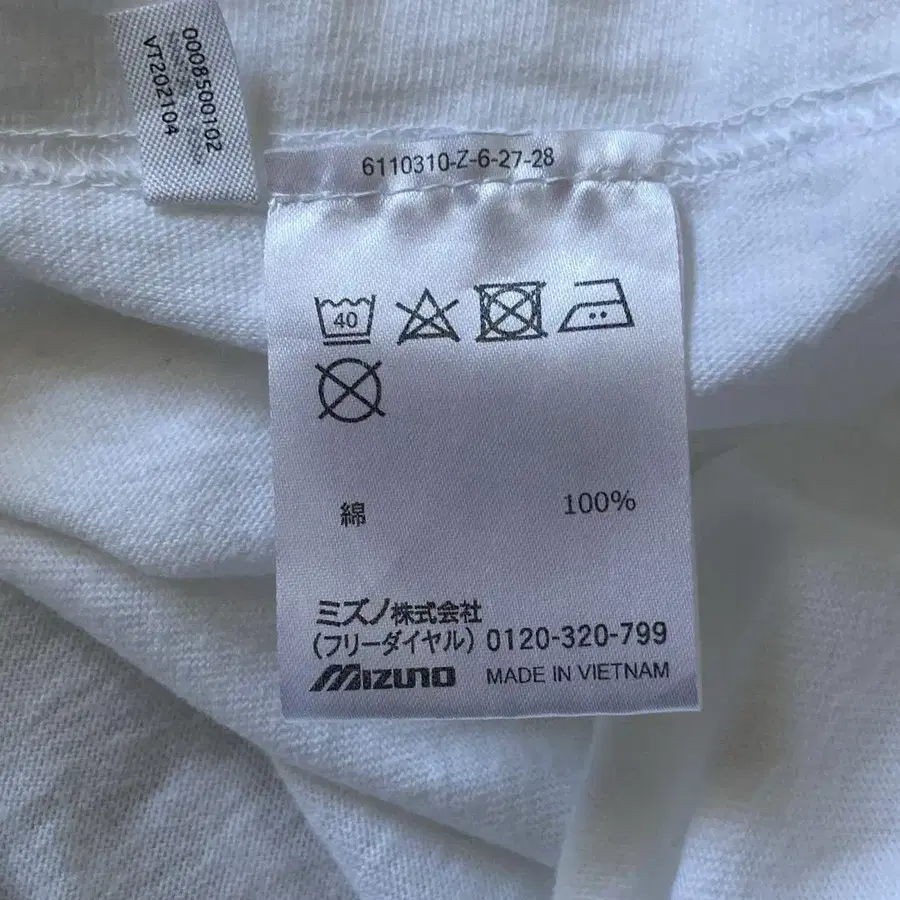 0008500102
VT202104
6110310-Z-6-27-28
40
綿 100%
ミズノ株式会社
(フリーダイヤル) 0120-320-799
MIZUNO MADE IN VIETNAM